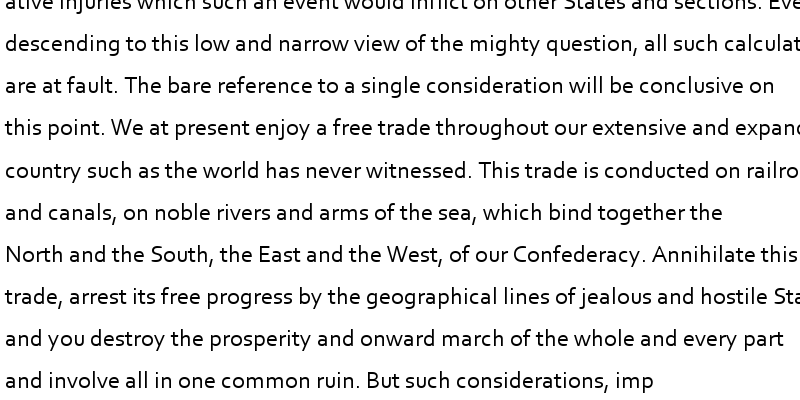 ative injuries which such an event would inflict on other States and sections. Eve
descending to this low and narrow view of the mighty question, all such calculat
are at fault. The bare reference to a single consideration will be conclusive on
this point. We at present enjoy a free trade throughout our extensive and expand
country such as the world has never witnessed. This trade is conducted on railro
and canals, on noble rivers and arms of the sea, which bind together the
North and the South, the East and the West, of our Confederacy. Annihilate this
trade, arrest its free progress by the geographical lines of jealous and hostile Sta
and you destroy the prosperity and onward march of the whole and every part
and involve all in one common ruin. But such considerations, imp